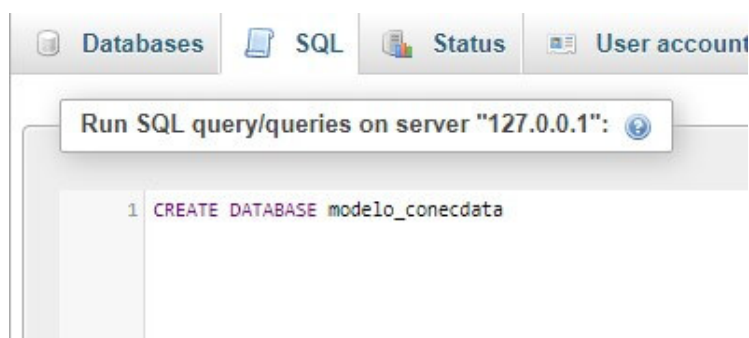 Databases SQL Status User account
Run SQL query/queries on server "127.0.0.1":
1 CREATE DATABASE modelo_conecdata